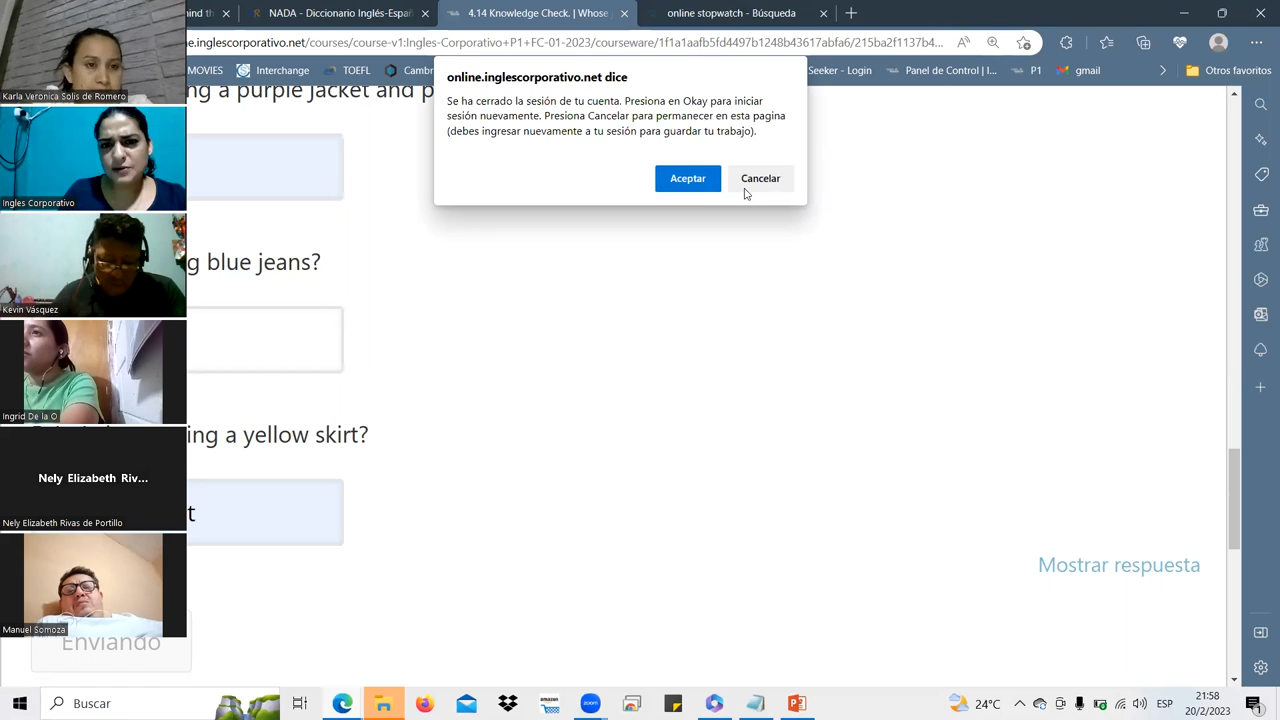 ind th
NADA - Diccionario Inglés-Españ
4.14 Knowledge Check. | Whose
online stopwatch - Búsqueda
e.inglescorporativo.net/courses/course-v1:Ingles-Corporativo+P1+FC-01-2023/courseware/1f1a1aafb5fd4497b1248b43617abfa6/215ba2f1137b4...
MOVIES
Interchange
TOEFL
Cambr
Seeker - Login
Panel de Control | I...
P1
gmail
Otros favoritos
ng a purple jacket and p
online.inglescorporativo.net dice
Se ha cerrado la sesión de tu cuenta. Presiona en Okay para iniciar
sesión nuevamente. Presiona Cancelar para permanecer en esta pagina
(debes ingresar nuevamente a tu sesión para guardar tu trabajo).
Aceptar
Cancelar
Karla Veronica Solis de Romero
Ingles Corporativo
g blue jeans?
Kevin Vásquez
Ingrid De la O
ing a yellow skirt?
Nely Elizabeth Riv...
t
Nely Elizabeth Rivas de Portillo
Mostrar respuesta
Manuel Somoza
Enviando
Buscar
24°C
ESP
21:58
20/2/2023